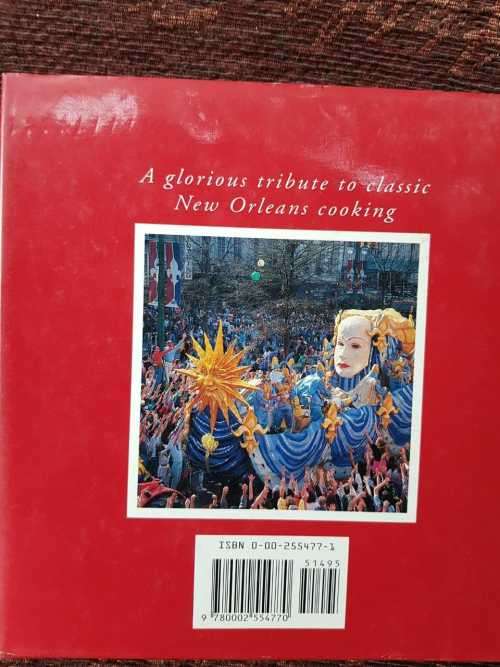 A glorious tribute to classic
New Orleans cooking
ISBN 0-00-255477-1
51495
9 780002 554770